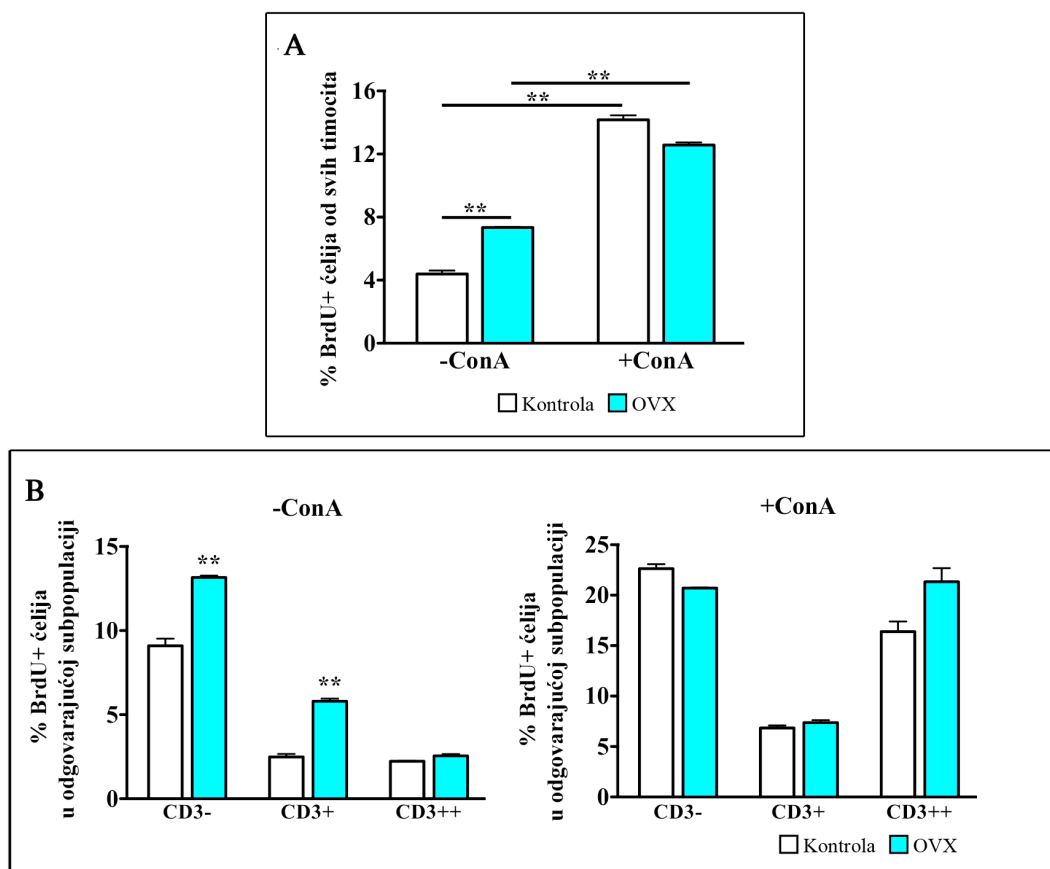 A
% BrdU+ ćelija od svih timocita
16
12
8
4
0
**
**
**
-ConA
+ConA
Kontrola
OVX
B
-ConA
% BrdU+ ćelija
u odgovarajućoj subpopulaciji
15
10
5
0
**
**
CD3-
CD3+
CD3++
+ConA
% BrdU+ ćelija
u odgovarajućoj subpopulaciji
25
20
15
10
5
0
CD3-
CD3+
CD3++
Kontrola
OVX